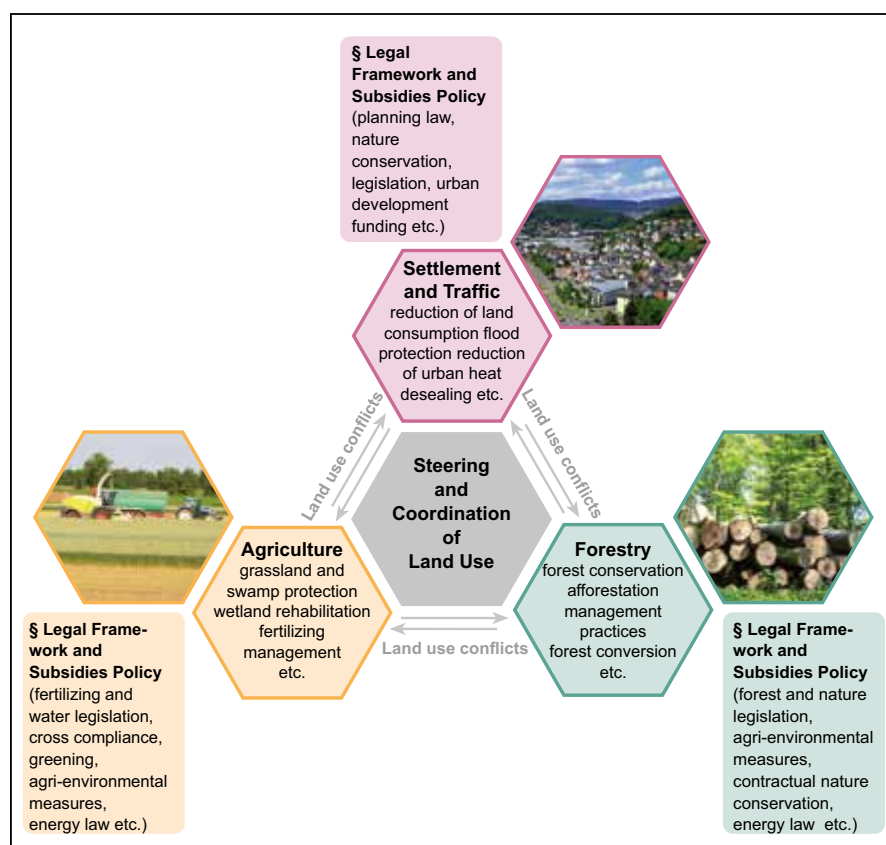 § Legal
Framework and
Subsidies Policy
(planning law,
nature
conservation,
legislation, urban
development
funding etc.)
Settlement
and Traffic
reduction of land
consumption flood
protection reduction
of urban heat
desealing etc.
Land use conflicts
Land use conflicts
Steering
and
Coordination
of
Land Use
Agriculture
grassland and
swamp protection
wetland rehabilitation
fertilizing
management
etc.
Forestry
forest conservation
afforestation
management
practices
forest conversion
etc.
Land use conflicts
§ Legal Frame-
work and
Subsidies Policy
(fertilizing and
water legislation,
cross compliance,
greening,
agri-environmental
measures,
energy law etc.)
§ Legal Frame-
work and
Subsidies Policy
(forest and nature
legislation,
agri-environmental
measures,
contractual nature
conservation,
energy law  etc.)